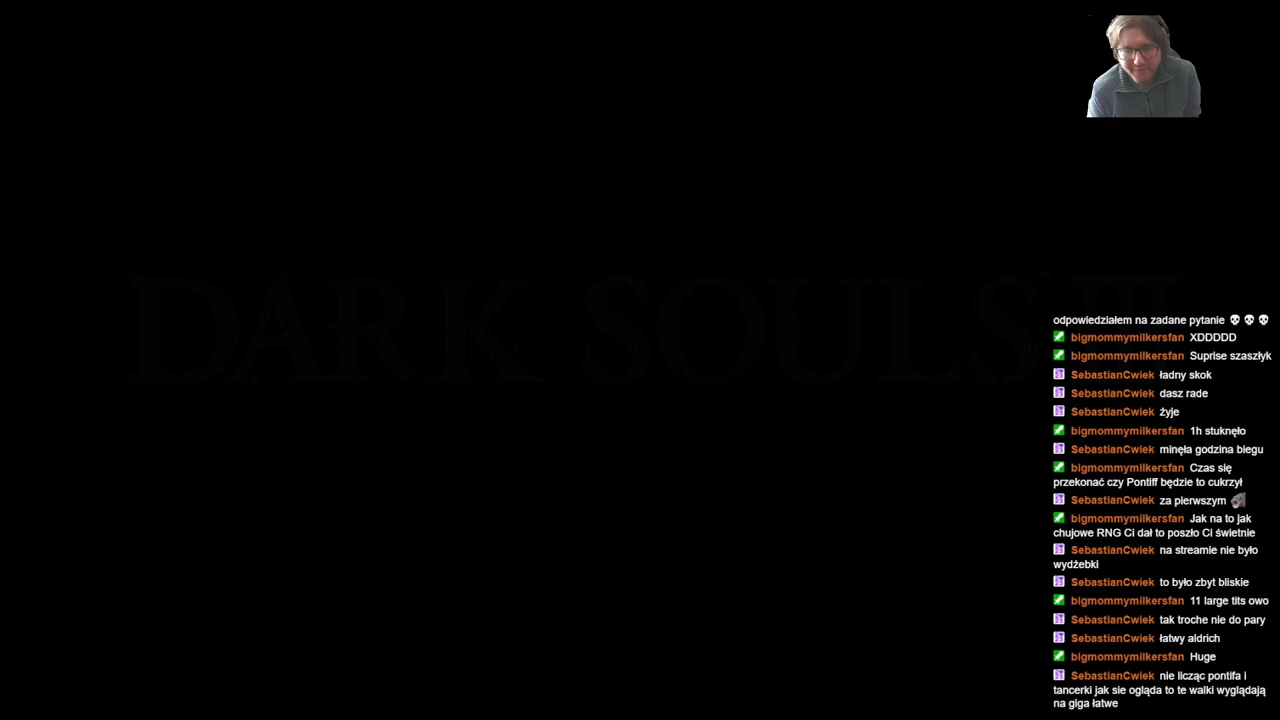 DARK SOULS III
odpowiedziałem na zadane pytanie 💀 💀 💀
bigmommymilkersfan XDDDDD
bigmommymilkersfan Suprise szaszłyk
SebastianCwiek ładny skok
SebastianCwiek dasz rade
SebastianCwiek żyje
bigmommymilkersfan 1h stuknęło
SebastianCwiek minęła godzina biegu
bigmommymilkersfan Czas się
przekonać czy Pontiff będzie to cukrzył
SebastianCwiek za pierwszym
bigmommymilkersfan Jak na to jak
chujowe RNG Ci dał to poszło Ci świetnie
SebastianCwiek na streamie nie było
wydżebki
SebastianCwiek to było zbyt bliskie
bigmommymilkersfan 11 large tits owo
SebastianCwiek tak troche nie do pary
SebastianCwiek łatwy aldrich
bigmommymilkersfan Huge
SebastianCwiek nie licząc pontifa i
tancerki jak sie ogląda to te walki wyglądają
na giga łatwe